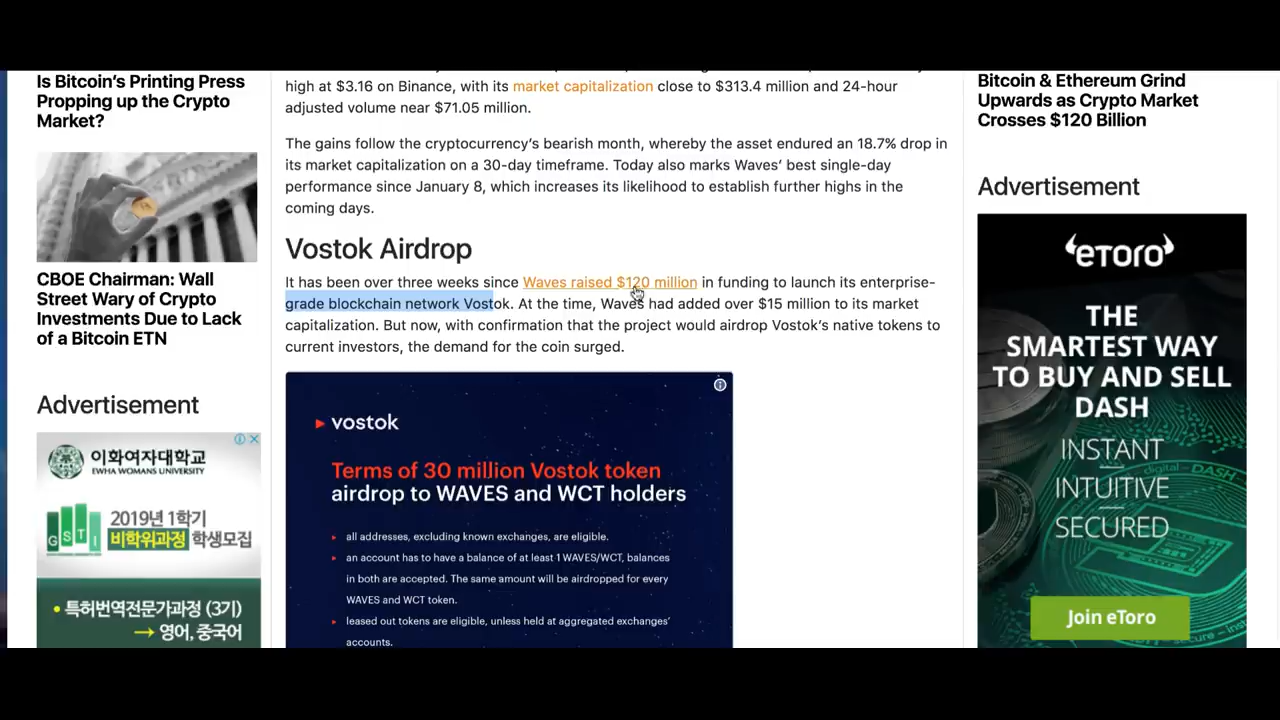 Is Bitcoin’s Printing Press
Propping up the Crypto
Market?
CBOE Chairman: Wall
Street Wary of Crypto
Investments Due to Lack
of a Bitcoin ETN
Advertisement
이화여자대학교
EWHA WOMANS UNIVERSITY
GSTI
2019년 1학기
비학위과정 학생모집
• 특허번역전문가과정 (3기)
→ 영어, 중국어
high at $3.16 on Binance, with its market capitalization close to $313.4 million and 24-hour
adjusted volume near $71.05 million.
The gains follow the cryptocurrency’s bearish month, whereby the asset endured an 18.7% drop in
its market capitalization on a 30-day timeframe. Today also marks Waves’ best single-day
performance since January 8, which increases its likelihood to establish further highs in the
coming days.
Vostok Airdrop
It has been over three weeks since Waves raised $120 million in funding to launch its enterprise-
grade blockchain network Vostok. At the time, Waves had added over $15 million to its market
capitalization. But now, with confirmation that the project would airdrop Vostok’s native tokens to
current investors, the demand for the coin surged.
vostok
Terms of 30 million Vostok token
airdrop to WAVES and WCT holders
all addresses, excluding known exchanges, are eligible.
an account has to have a balance of at least 1 WAVES/WCT, balances
in both are accepted. The same amount will be airdropped for every
WAVES and WCT token.
leased out tokens are eligible, unless held at aggregated exchanges’
accounts.
Bitcoin & Ethereum Grind
Upwards as Crypto Market
Crosses $120 Billion
Advertisement
eToro
THE
SMARTEST WAY
TO BUY AND SELL
DASH
INSTANT
INTUITIVE
SECURED
Join eToro